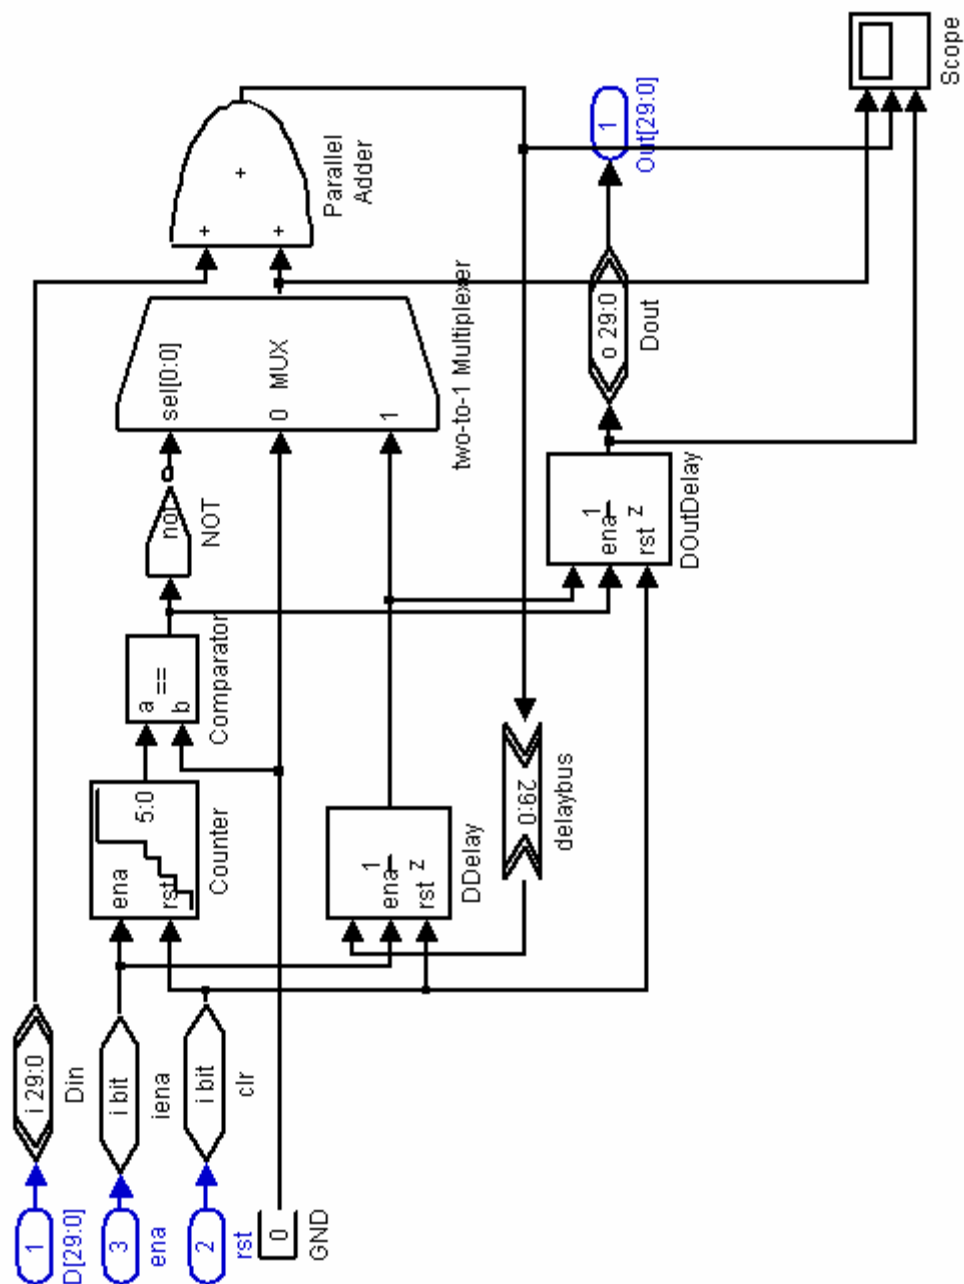 1
D[29:0]
i 29:0
Din
3
ena
i bit
iena
2
rst
i bit
clr
0
GND
ena
rst
5:0
Counter
a
==
b
Comparator
not
NOT
sel[0:0]
0 MUX
1
two-to-1 Multiplexer
+
+
+
Parallel
Adder
1
ena
z
rst
DDelay
29:0
delaybus
1
ena
z
rst
DOutDelay
o 29:0
Dout
1
Out[29:0]
Scope